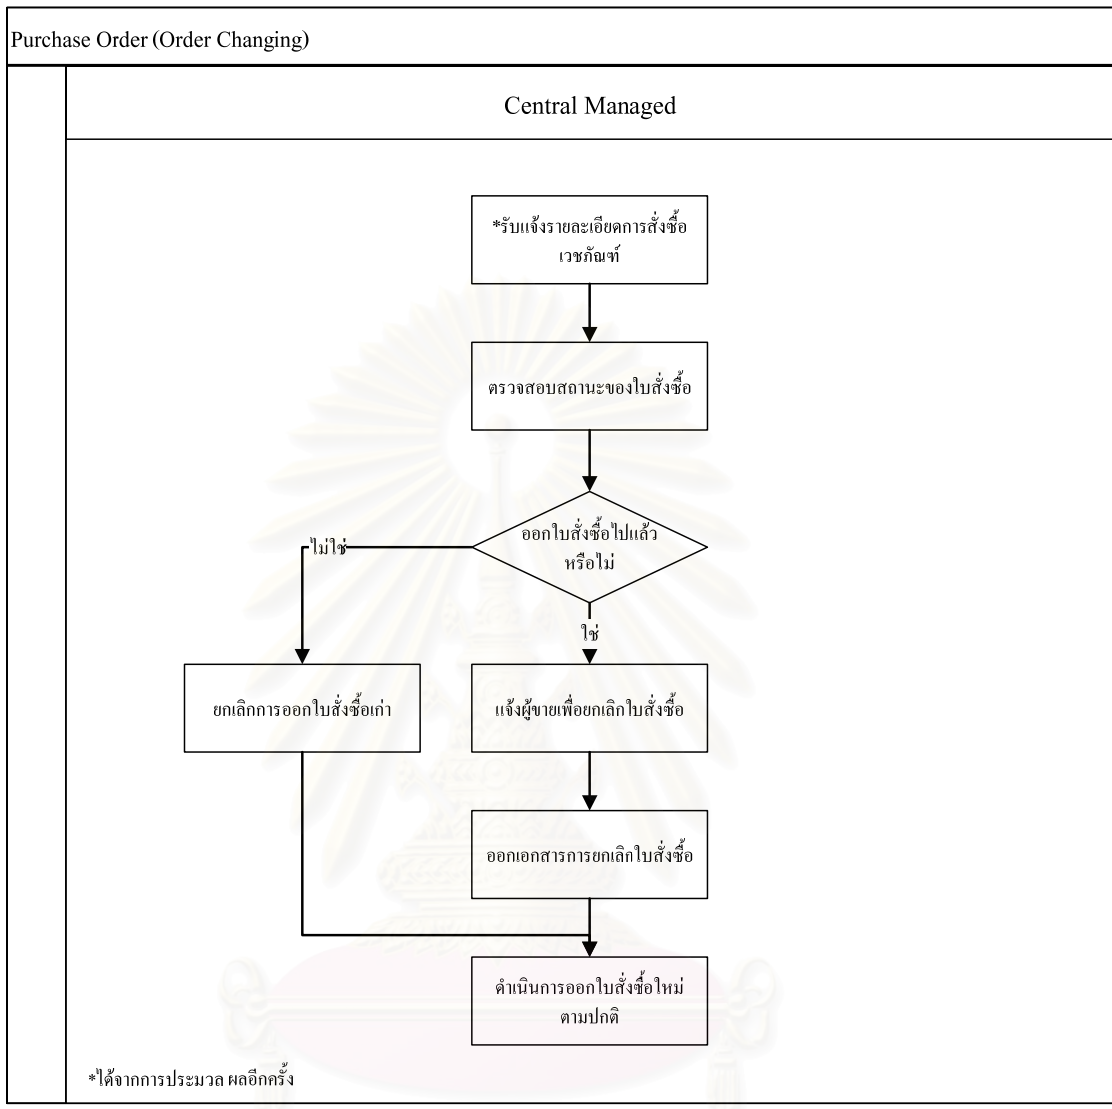 Purchase Order (Order Changing)
Central Managed
*รับแจ้งรายละเอียดการสั่งซื้อ
เวชภัณฑ์
ตรวจสอบสถานะของใบสั่งซื้อ
ออกใบสั่งซื้อไปแล้ว
หรือไม่
ไม่ใช่
ใช่
ยกเลิกการออกใบสั่งซื้อเก่า
แจ้งผู้ขายเพื่อยกเลิกใบสั่งซื้อ
ออกเอกสารการยกเลิกใบสั่งซื้อ
ดำเนินการออกใบสั่งซื้อใหม่
ตามปกติ
*ได้จากการประมวล ผลอีกครั้ง